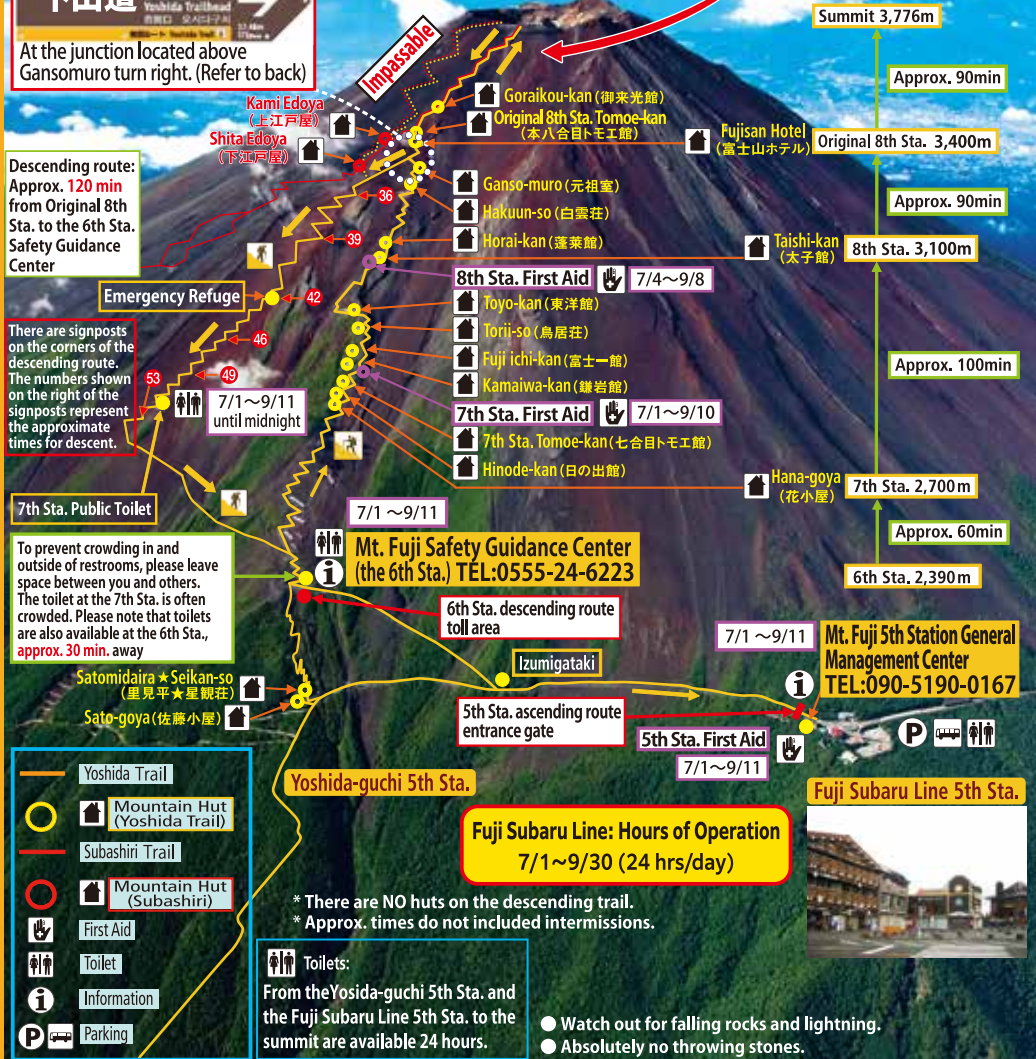 下山道
Yoshida Trailhead
At the junction located above
Gansomuro turn right. (Refer to back)
Impassable
Summit 3,776m
Approx. 90min
Kami Edoya
(上江戸屋)
Shita Edoya
(下江戸屋)
Goraikou-kan (御来光館)
Original 8th Sta. Tomoe-kan
(本八合目トモエ館)
Fujisan Hotel
(富士山ホテル)
Original 8th Sta. 3,400m
Descending route:
Approx. 120 min
from Original 8th
Sta. to the 6th Sta.
Safety Guidance
Center
36
Ganso-muro (元祖室)
Hakuun-so (白雲荘)
Approx. 90min
39
Horai-kan (蓬莱館)
Taishi-kan
(太子館)
8th Sta. 3,100m
8th Sta. First Aid
7/4〜9/8
Emergency Refuge
42
Toyo-kan (東洋館)
Torii-so (鳥居荘)
There are signposts
on the corners of the
descending route.
The numbers shown
on the right of the
signposts represent
the approximate
times for descent.
46
Fuji ichi-kan (富士一館)
Approx. 100min
49
53
Kamaiwa-kan (鎌岩館)
7/1〜9/11
until midnight
7th Sta. First Aid
7/1〜9/10
7th Sta. Tomoe-kan (七合目トモエ館)
Hinode-kan (日の出館)
Hana-goya
(花小屋)
7th Sta. 2,700m
7th Sta. Public Toilet
7/1 〜9/11
Approx. 60min
To prevent crowding in and
outside of restrooms, please leave
space between you and others.
The toilet at the 7th Sta. is often
crowded. Please note that toilets
are also available at the 6th Sta.,
approx. 30 min. away
Mt. Fuji Safety Guidance Center
(the 6th Sta.) TEL:0555-24-6223
6th Sta. 2,390m
6th Sta. descending route
toll area
7/1 〜9/11
Mt. Fuji 5th Station General
Management Center
TEL:090-5190-0167
Izumigataki
Satomidaira★Seikan-so
(里見平★星観荘)
Sato-goya (佐藤小屋)
5th Sta. ascending route
entrance gate
5th Sta. First Aid
7/1〜9/11
P
Yoshida-guchi 5th Sta.
Fuji Subaru Line 5th Sta.
Yoshida Trail
Mountain Hut
(Yoshida Trail)
Subashiri Trail
Mountain Hut
(Subashiri)
First Aid
Toilet
Information
P Parking
Fuji Subaru Line: Hours of Operation
7/1〜9/30 (24 hrs/day)
* There are NO huts on the descending trail.
* Approx. times do not included intermissions.
Toilets:
From theYosida-guchi 5th Sta. and
the Fuji Subaru Line 5th Sta. to the
summit are available 24 hours.
● Watch out for falling rocks and lightning.
● Absolutely no throwing stones.